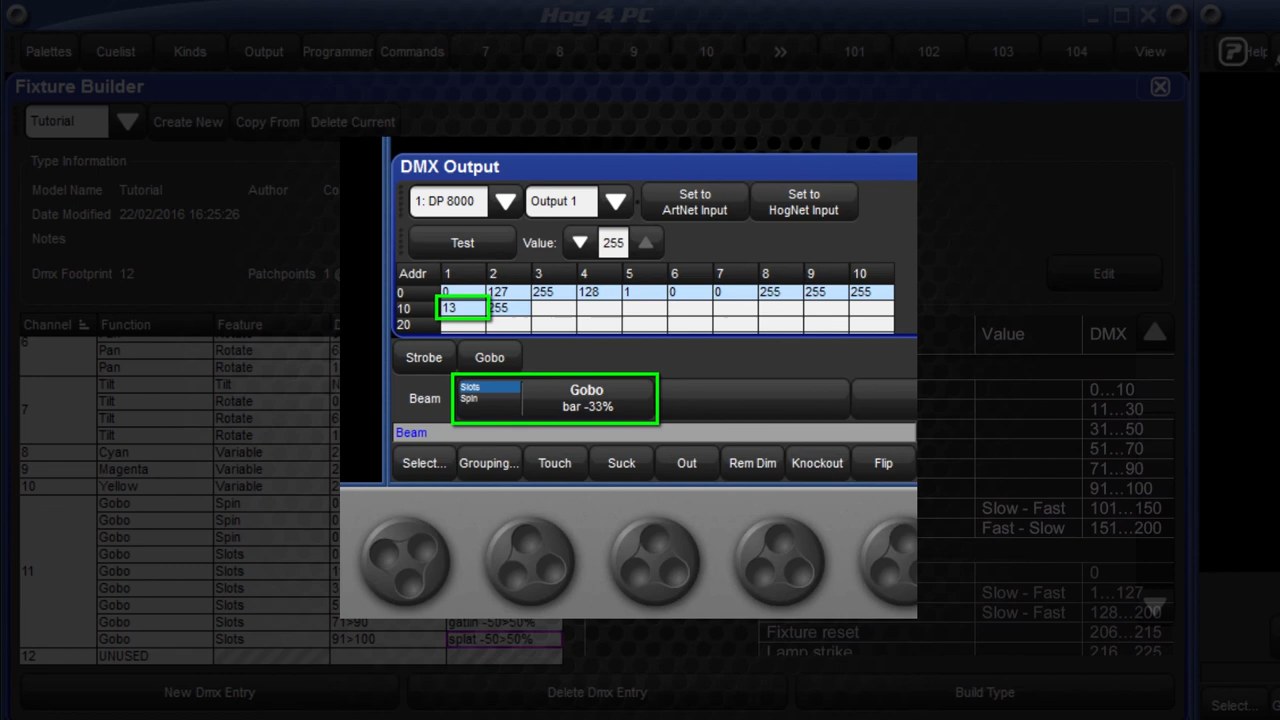 Hog 4 PC
Palettes Cuelist Kinds Output Programmer Commands 7 8 9 10 101 102 103 104 View Help
Fixture Builder
Tutorial Create New Copy From Delete Current
Type Information
Model Name Tutorial Author
Date Modified 22/02/2016 16:25:26
Notes
Dmx Footprint 12 Patchpoints 1 Edit
DMX Output
1: DP 8000 Output 1 Set to ArtNet Input Set to HogNet Input
Test Value: 255
Addr 1 2 3 4 5 6 7 8 9 10
0 0 127 255 128 1 0 0 255 255 255
10 13 255
20
Strobe Gobo
Beam Slots Spin Gobo bar -33%
Beam
Select... Grouping... Touch Suck Out Rem Dim Knockout Flip
Channel Function Feature
Pan Rotate
Pan Rotate
7 Tilt Tilt
Tilt Rotate
Tilt Rotate
Tilt Rotate
8 Cyan Variable
9 Magenta Variable
10 Yellow Variable
11 Gobo Spin
Gobo Spin
Gobo Spin
Gobo Slots
Gobo Slots
Gobo Slots
Gobo Slots
Gobo Slots 71>90 gatlin -50>50%
Gobo Slots 91>100 splat -50>50%
12 UNUSED
Value DMX
0...10
11...30
31...50
51...70
71...90
91...100
Slow - Fast 101...150
Fast - Slow 151...200
0
Slow - Fast 1...127
Slow - Fast 128...200
Fixture reset 206...215
Lamp strike 216...225
New Dmx Entry Delete Dmx Entry Build Type
Select...